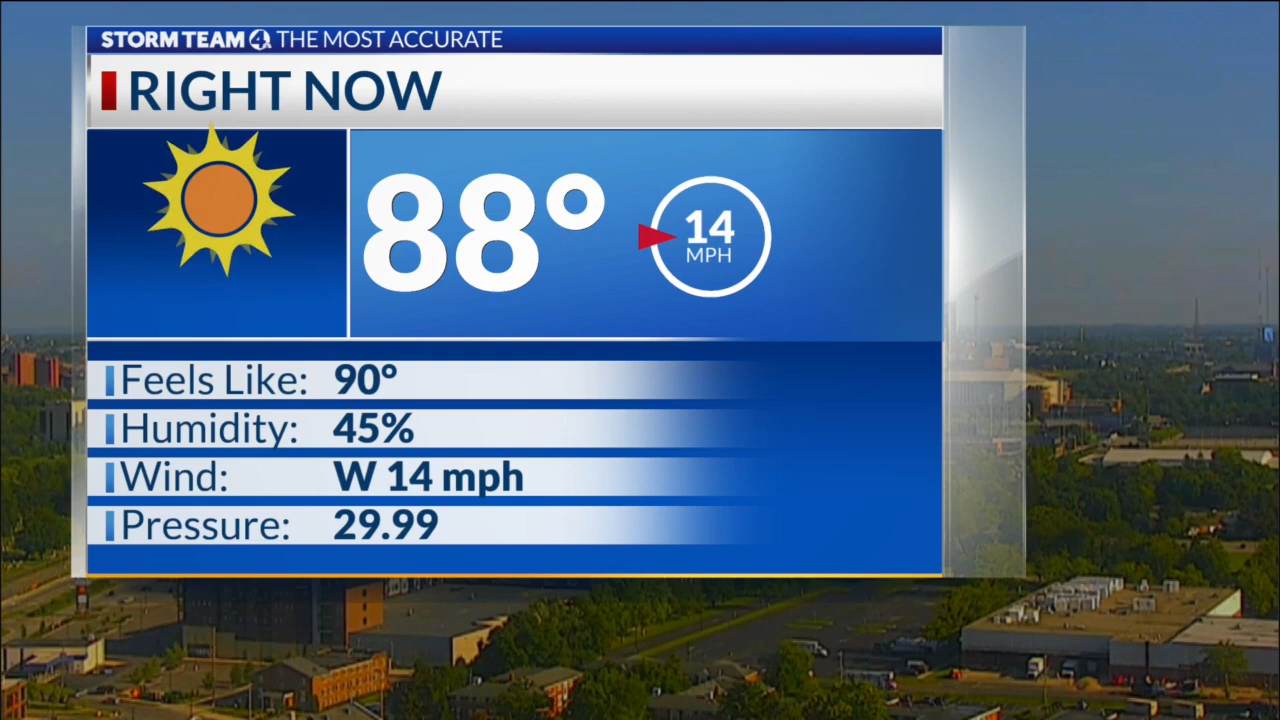 STORM TEAM 4 THE MOST ACCURATE
RIGHT NOW
88°
14
MPH
Feels Like: 90°
Humidity: 45%
Wind: W 14 mph
Pressure: 29.99